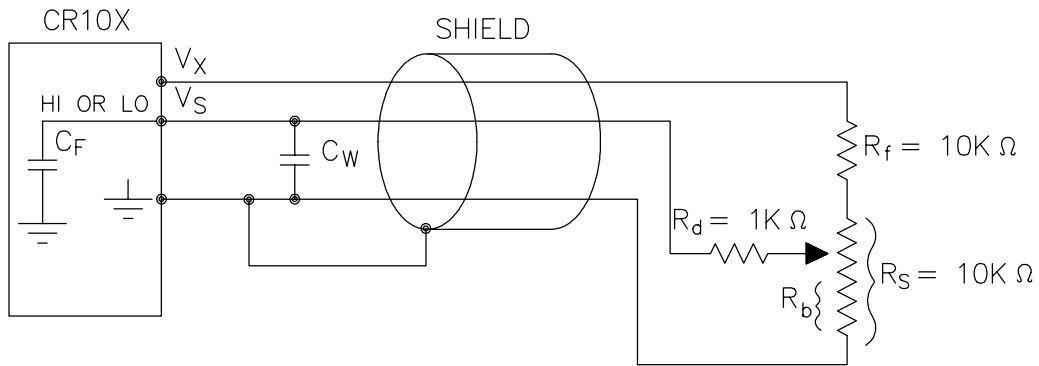 CR10X
SHIELD
V_X
HI OR LO
V_S
C_F
C_W
R_f = 10K Ω
R_d = 1K Ω
R_S = 10K Ω
R_b